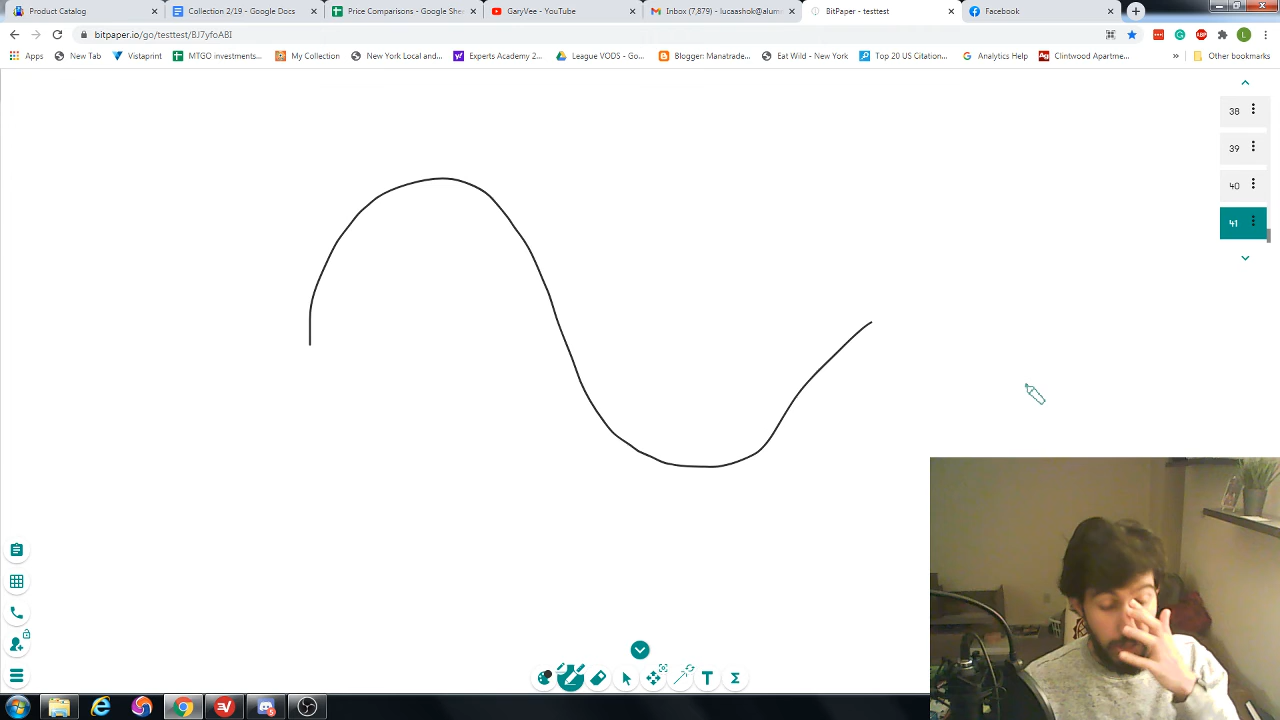 Product Catalog
Collection 2/19 - Google Docs
Price Comparisons - Google She
GaryVee - YouTube
Inbox (7,879) - lucaashok@alum
BitPaper - testtest
Facebook
bitpaper.io/go/testtest/BJ7yfoABI
Apps
New Tab
Vistaprint
MTGO investments...
My Collection
New York Local and...
Experts Academy 2...
League VODS - Go...
Blogger: Manatrade...
Eat Wild - New York
Top 20 US Citation...
Analytics Help
Clintwood Apartme...
»
Other bookmarks
ABP
L
38
39
40
41
T
Σ